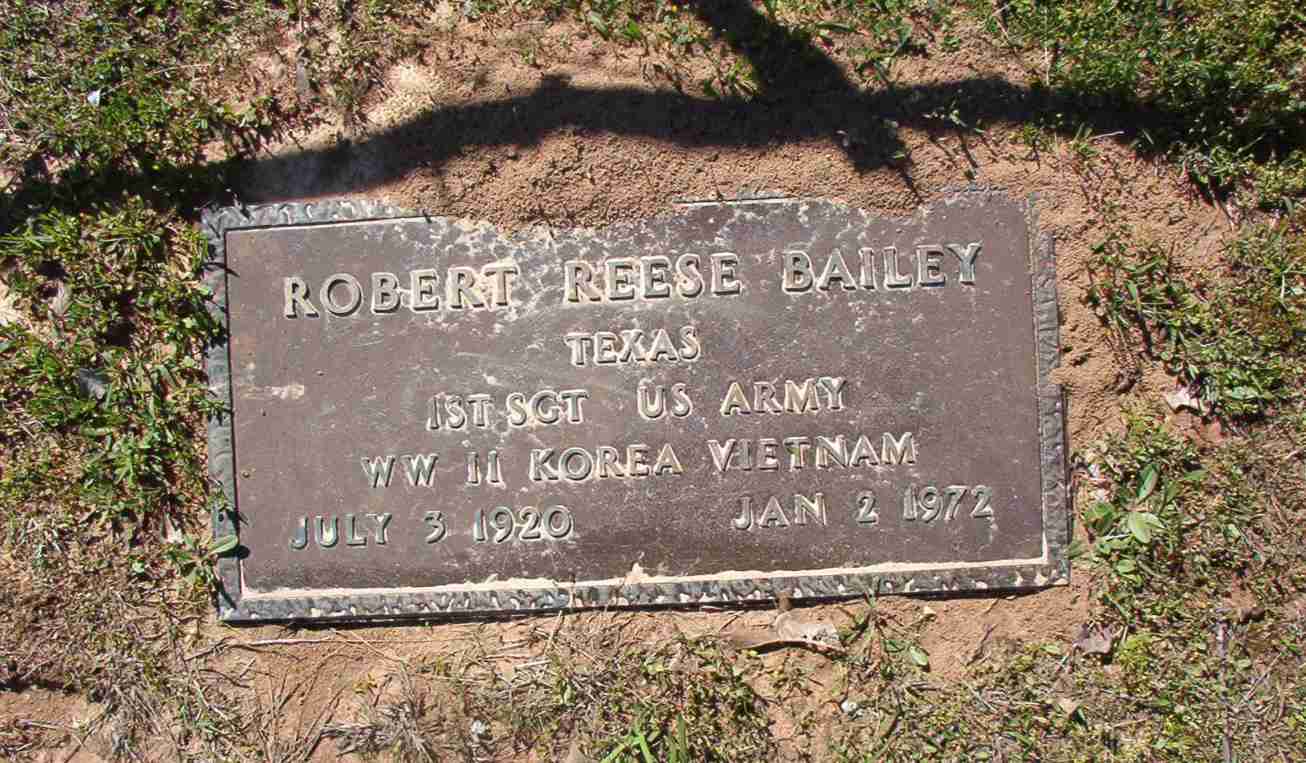 ROBERT REESE BAILEY
TEXAS
1ST SGT US ARMY
WW II KOREA VIETNAM
JULY 3 1920 JAN 2 1972